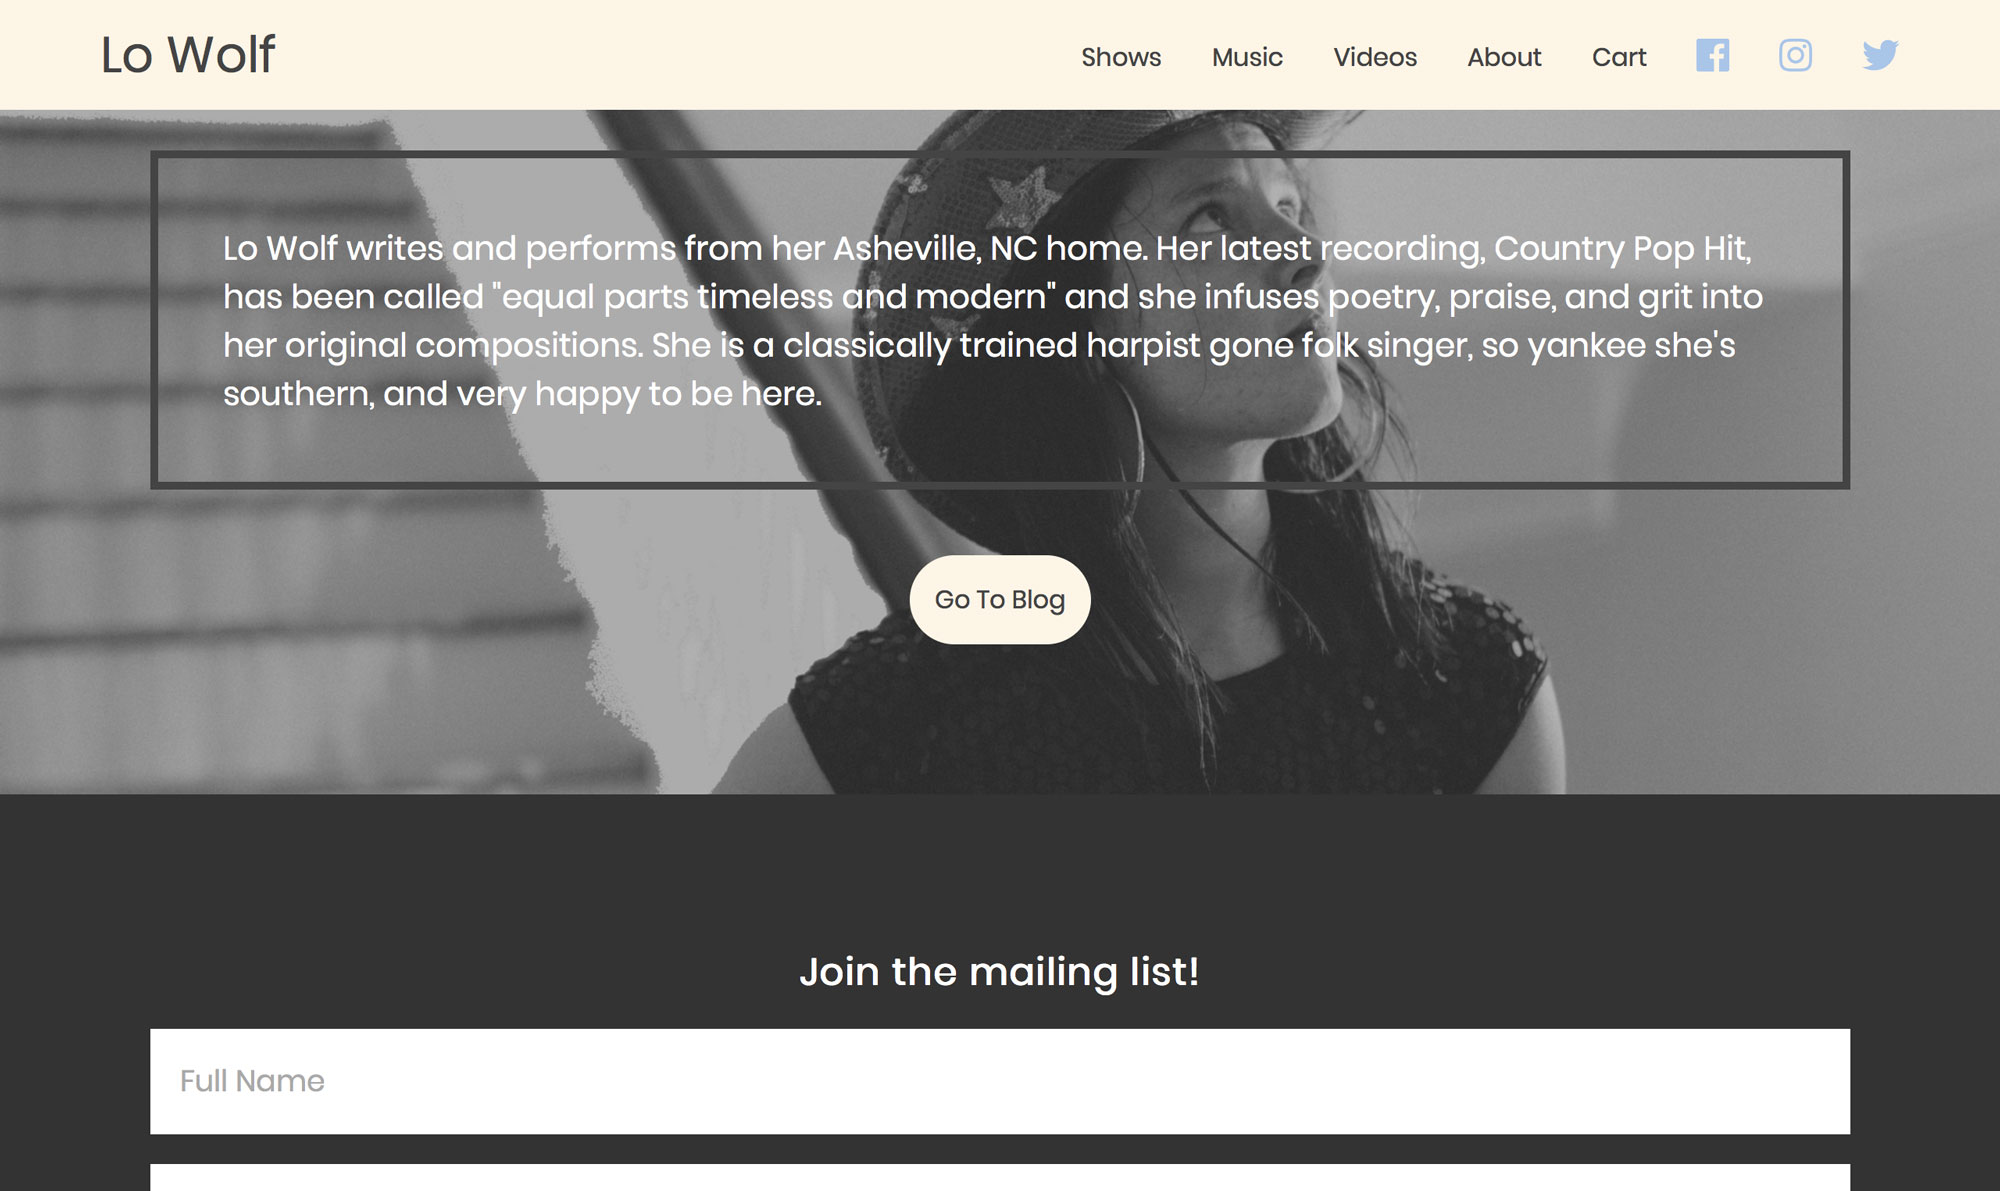 Lo Wolf
Shows Music Videos About Cart
Lo Wolf writes and performs from her Asheville, NC home. Her latest recording, Country Pop Hit,
has been called "equal parts timeless and modern" and she infuses poetry, praise, and grit into
her original compositions. She is a classically trained harpist gone folk singer, so yankee she's
southern, and very happy to be here.
Go To Blog
Join the mailing list!
Full Name